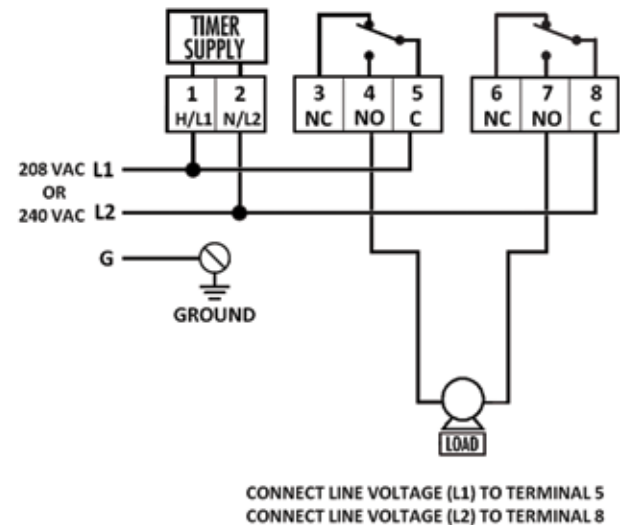 TIMER
SUPPLY
1 2 3 4 5 6 7 8
H/L1 N/L2 NC NO C NC NO C
208 VAC L1
OR
240 VAC L2
G
GROUND
LOAD
CONNECT LINE VOLTAGE (L1) TO TERMINAL 5
CONNECT LINE VOLTAGE (L2) TO TERMINAL 8